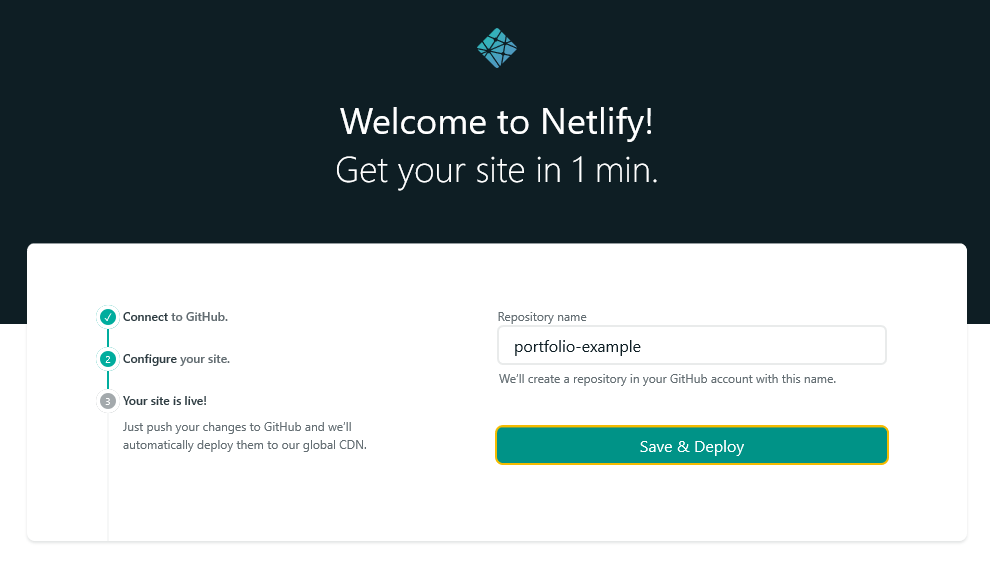 Welcome to Netlify!
Get your site in 1 min.
Connect to GitHub.
2 Configure your site.
3 Your site is live!
Just push your changes to GitHub and we'll
automatically deploy them to our global CDN.
Repository name
portfolio-example
We'll create a repository in your GitHub account with this name.
Save & Deploy